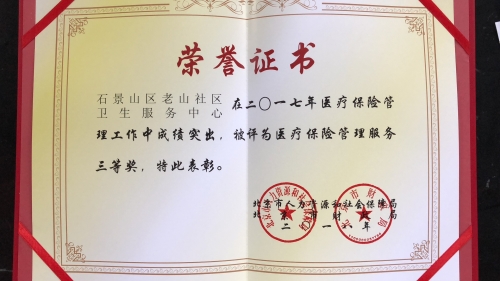 荣誉证书
石景山区老山社区
卫生服务中心
在二〇一七年医疗保险管
理工作中成绩突出，被评为医疗保险管理服务
三等奖，特此表彰。
北京市人力资源和社会保障局
北京市财政局
二〇一八年